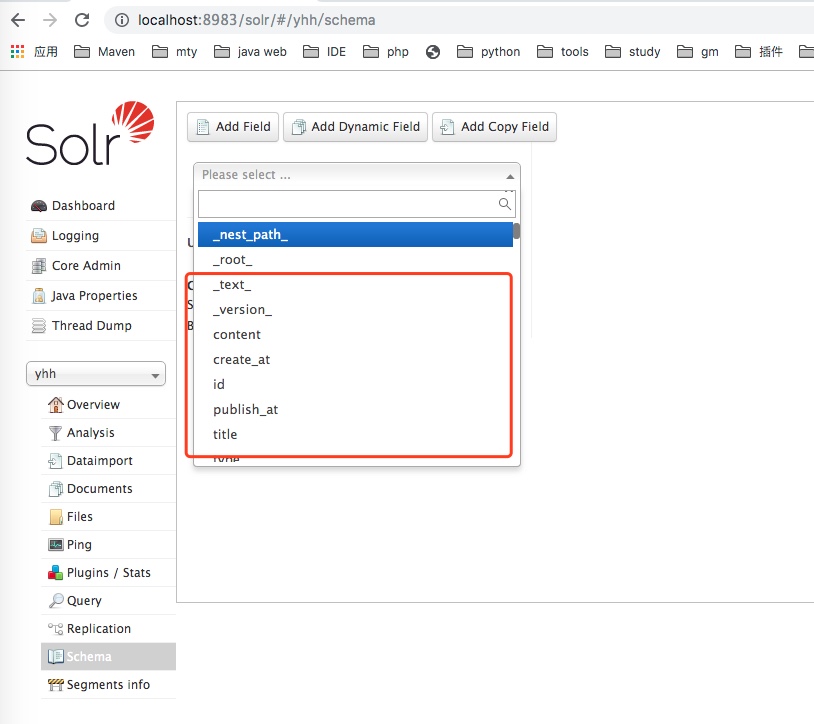 localhost:8983/solr/#/yhh/schema
应用 Maven mty java web IDE php python tools study gm 插件
Solr
Add Field Add Dynamic Field Add Copy Field
Please select ...
Dashboard
Logging
Core Admin
Java Properties
Thread Dump
yhh
Overview
Analysis
Dataimport
Documents
Files
Ping
Plugins / Stats
Query
Replication
Schema
Segments info
_nest_path_
_root_
_text_
_version_
content
create_at
id
publish_at
title
type